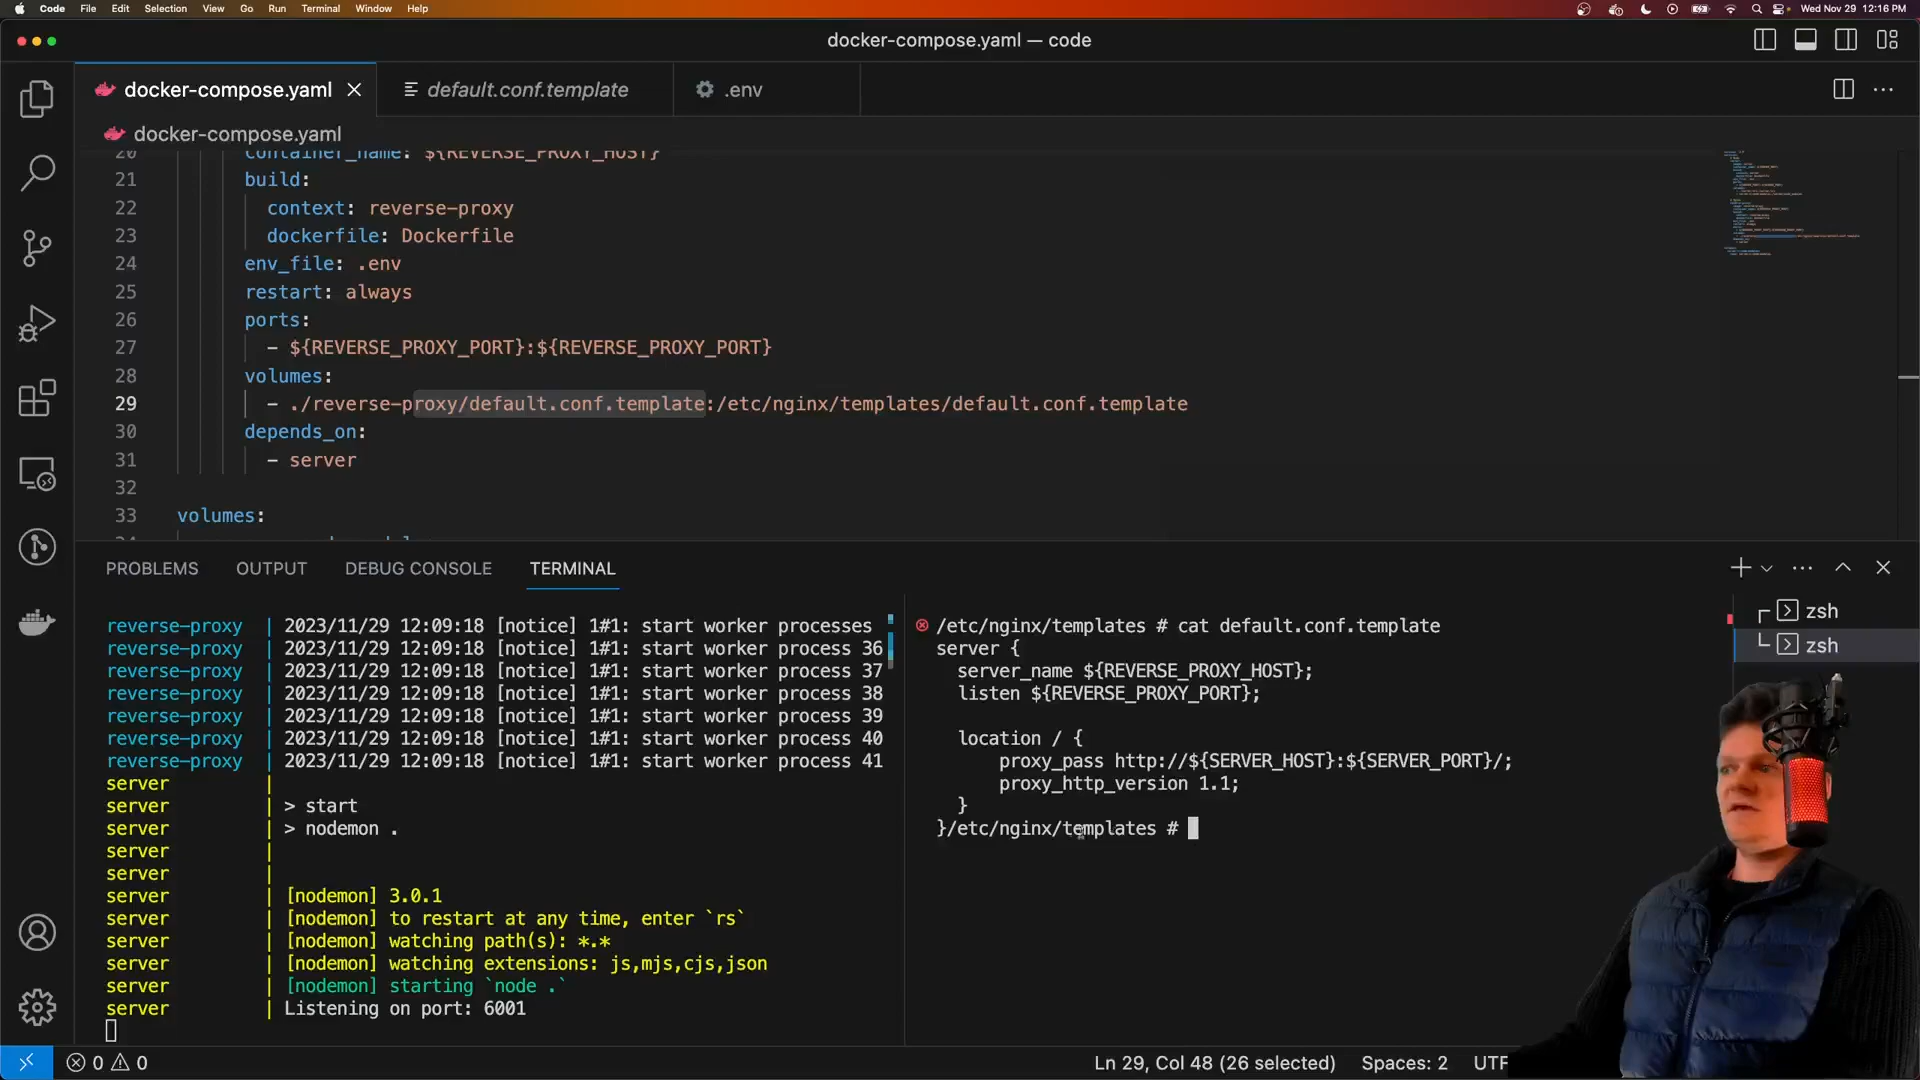 Code File Edit Selection View Go Run Terminal Window Help
Wed Nov 29 12:16 PM
docker-compose.yaml — code
docker-compose.yaml
default.conf.template
.env
docker-compose.yaml
20 container_name: ${REVERSE_PROXY_HOST}
21 build:
22 context: reverse-proxy
23 dockerfile: Dockerfile
24 env_file: .env
25 restart: always
26 ports:
27 - ${REVERSE_PROXY_PORT}:${REVERSE_PROXY_PORT}
28 volumes:
29 - ./reverse-proxy/default.conf.template:/etc/nginx/templates/default.conf.template
30 depends_on:
31 - server
32
33 volumes:
PROBLEMS OUTPUT DEBUG CONSOLE TERMINAL
reverse-proxy | 2023/11/29 12:09:18 [notice] 1#1: start worker processes
reverse-proxy | 2023/11/29 12:09:18 [notice] 1#1: start worker process 36
reverse-proxy | 2023/11/29 12:09:18 [notice] 1#1: start worker process 37
reverse-proxy | 2023/11/29 12:09:18 [notice] 1#1: start worker process 38
reverse-proxy | 2023/11/29 12:09:18 [notice] 1#1: start worker process 39
reverse-proxy | 2023/11/29 12:09:18 [notice] 1#1: start worker process 40
reverse-proxy | 2023/11/29 12:09:18 [notice] 1#1: start worker process 41
server |
server | > start
server | > nodemon .
server |
server |
server | [nodemon] 3.0.1
server | [nodemon] to restart at any time, enter `rs`
server | [nodemon] watching path(s): *.*
server | [nodemon] watching extensions: js,mjs,cjs,json
server | [nodemon] starting `node .`
server | Listening on port: 6001
/etc/nginx/templates # cat default.conf.template
server {
server_name ${REVERSE_PROXY_HOST};
listen ${REVERSE_PROXY_PORT};
location / {
proxy_pass http://${SERVER_HOST}:${SERVER_PORT}/;
proxy_http_version 1.1;
}
}/etc/nginx/templates #
zsh
zsh
0 0
Ln 29, Col 48 (26 selected)
Spaces: 2
UTF